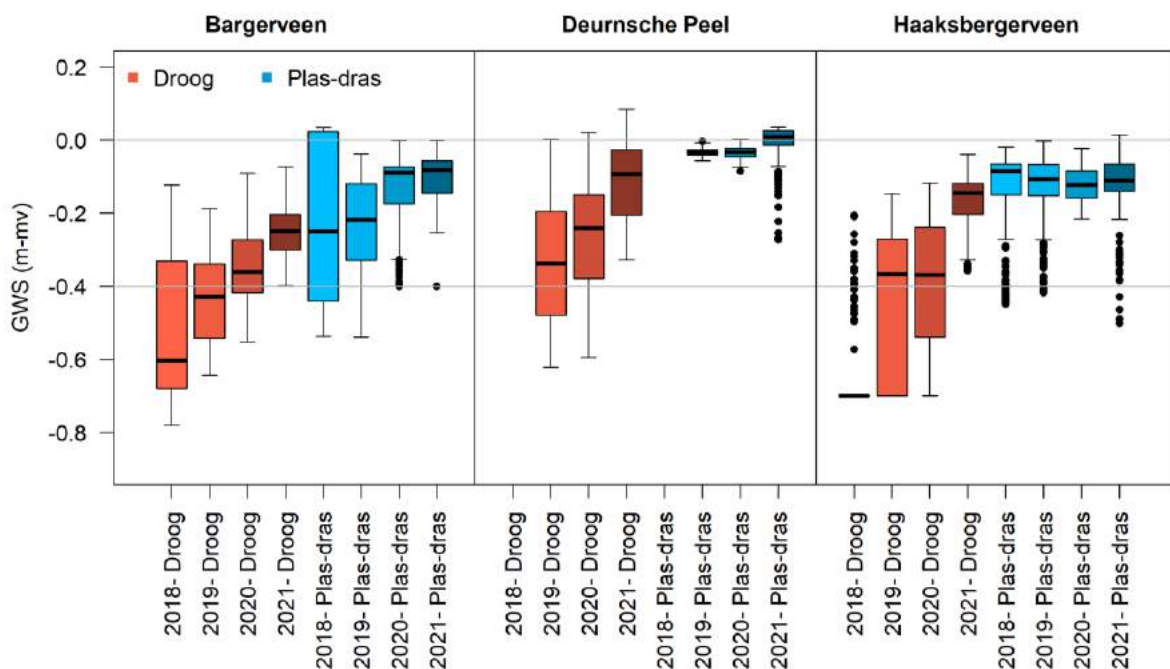 Bargerveen
Deurnsche Peel
Haaksbergerveen
Droog
Plas-dras
GWS (m-mv)
0.2
0.0
-0.2
-0.4
-0.6
-0.8
2018- Droog
2019- Droog
2020- Droog
2021- Droog
2018- Plas-dras
2019- Plas-dras
2020- Plas-dras
2021- Plas-dras
2018- Droog
2019- Droog
2020- Droog
2021- Droog
2018- Plas-dras
2019- Plas-dras
2020- Plas-dras
2021- Plas-dras
2018- Droog
2019- Droog
2020- Droog
2021- Droog
2018- Plas-dras
2019- Plas-dras
2020- Plas-dras
2021- Plas-dras